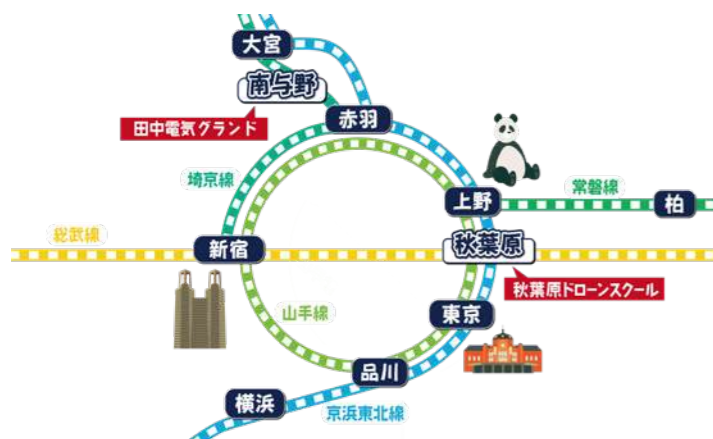 大宮
南与野
田中電気グランド
赤羽
埼京線
上野
常磐線
柏
総武線
新宿
秋葉原
秋葉原ドローンスクール
山手線
東京
品川
横浜
京浜東北線